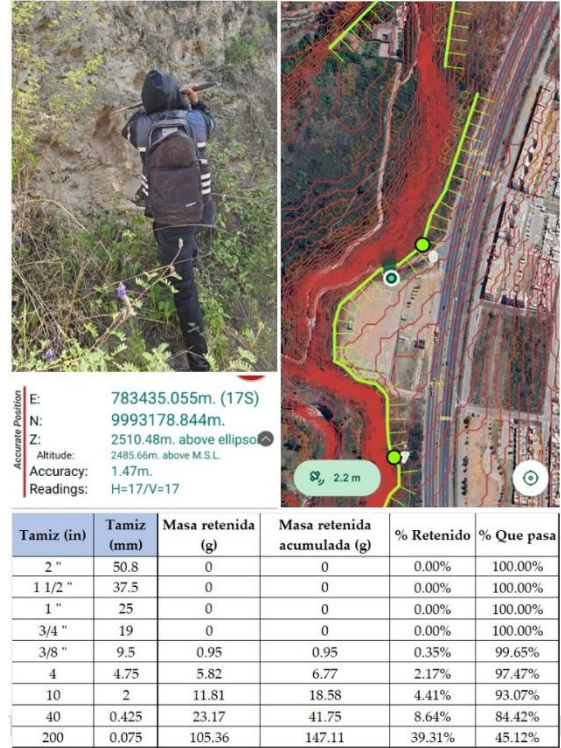 Accurate Position
E: 783435.055m. (17S)
N: 9993178.844m.
Z: 2510.48m. above ellipso
Altitude: 2485.66m. above M.S.L.
Accuracy: 1.47m.
Readings: H=17/V=17
2.2 m
7
Tamiz (in) Tamiz (mm) Masa retenida (g) Masa retenida acumulada (g) % Retenido % Que pasa
2 " 50.8 0 0 0.00% 100.00%
1 1/2 " 37.5 0 0 0.00% 100.00%
1 " 25 0 0 0.00% 100.00%
3/4 " 19 0 0 0.00% 100.00%
3/8 " 9.5 0.95 0.95 0.35% 99.65%
4 4.75 5.82 6.77 2.17% 97.47%
10 2 11.81 18.58 4.41% 93.07%
40 0.425 23.17 41.75 8.64% 84.42%
200 0.075 105.36 147.11 39.31% 45.12%